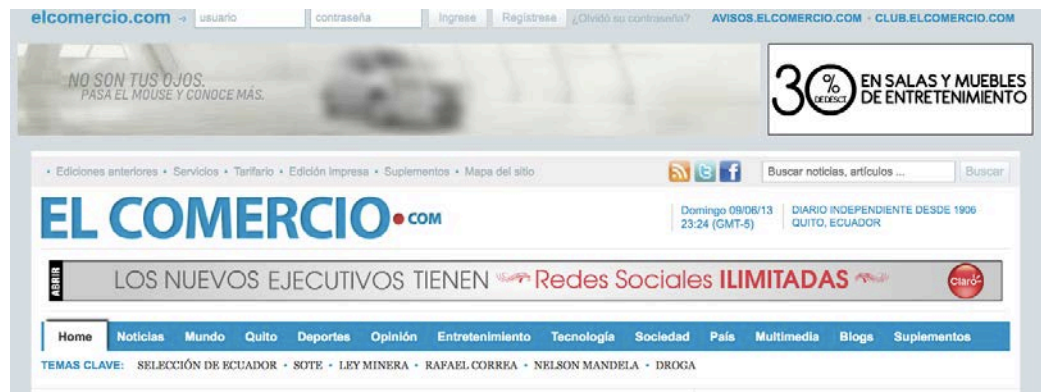 elcomercio.com → usuario contraseña Ingrese Regístrese ¿Olvidó su contraseña? AVISOS.ELCOMERCIO.COM · CLUB.ELCOMERCIO.COM
NO SON TUS OJOS.
PASA EL MOUSE Y CONOCE MÁS.
30% DE DESCT. EN SALAS Y MUEBLES
DE ENTRETENIMIENTO
• Ediciones anteriores • Servicios • Tarifario • Edición Impresa • Suplementos • Mapa del sitio
Buscar noticias, artículos ... Buscar
EL COMERCIO.COM
Domingo 09/06/13
23:24 (GMT-5)
DIARIO INDEPENDIENTE DESDE 1906
QUITO, ECUADOR
ABRIR LOS NUEVOS EJECUTIVOS TIENEN Redes Sociales ILIMITADAS Claro
Home Noticias Mundo Quito Deportes Opinión Entretenimiento Tecnología Sociedad País Multimedia Blogs Suplementos
TEMAS CLAVE: SELECCIÓN DE ECUADOR • SOTE • LEY MINERA • RAFAEL CORREA • NELSON MANDELA • DROGA